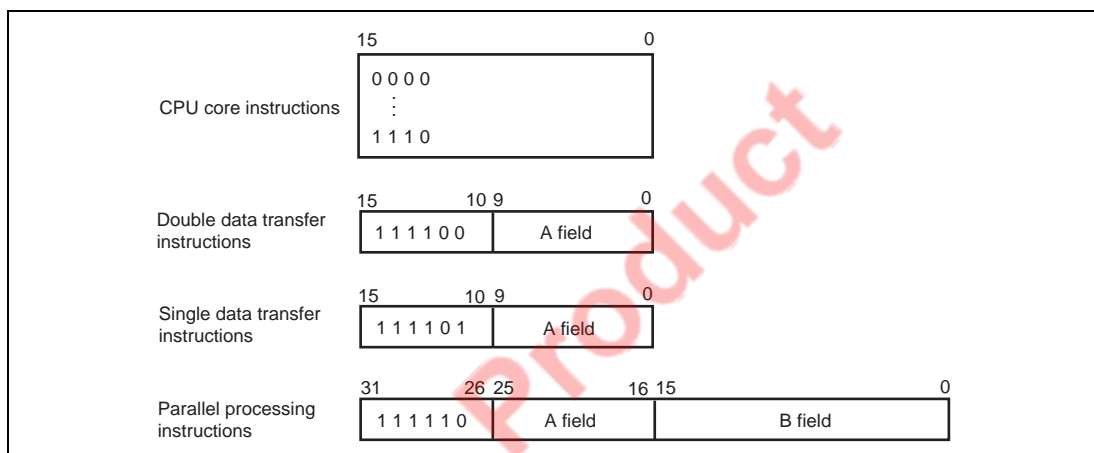 15 0
CPU core instructions
0 0 0 0
⋮
1 1 1 0
15 10 9 0
Double data transfer
instructions
1 1 1 1 0 0 A field
15 10 9 0
Single data transfer
instructions
1 1 1 1 0 1 A field
31 26 25 16 15 0
Parallel processing
instructions
1 1 1 1 1 0 A field B field
Product